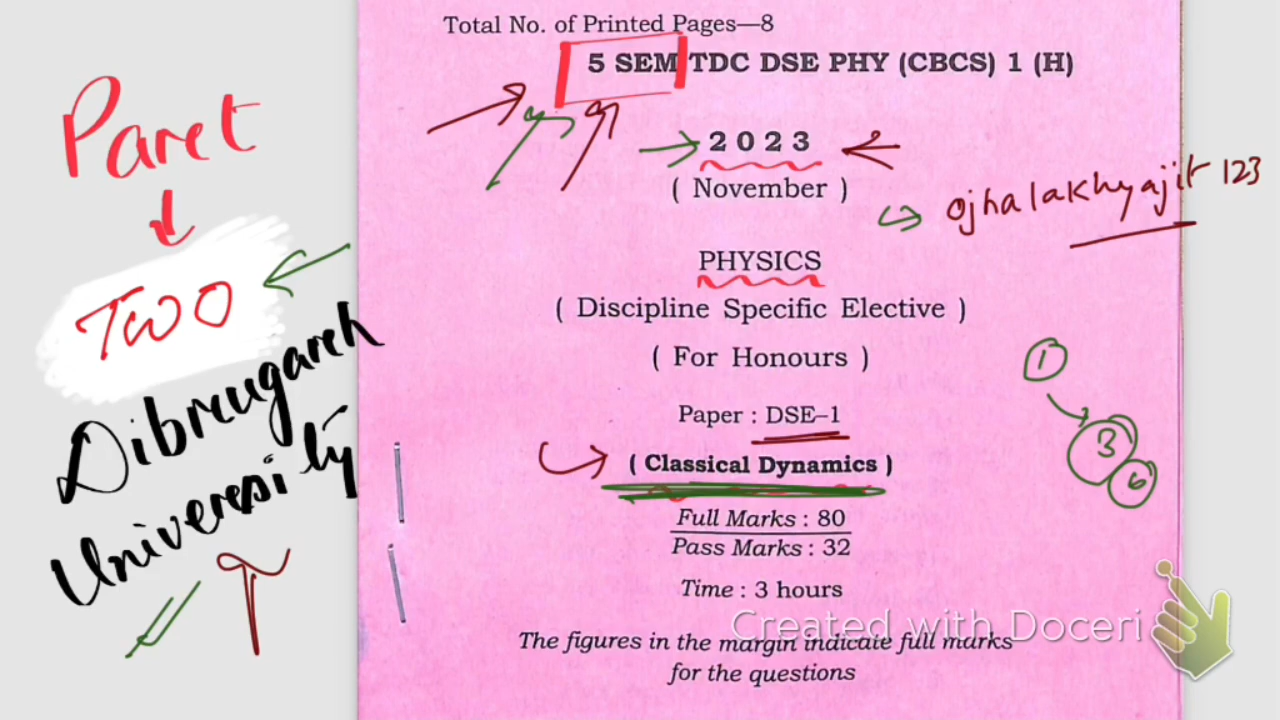 Total No. of Printed Pages—8
5 SEM TDC DSE PHY (CBCS) 1 (H)
2023
( November )
ojhalakhyajit 123
PHYSICS
( Discipline Specific Elective )
( For Honours )
Paper : DSE–1
( Classical Dynamics )
Full Marks : 80
Pass Marks : 32
Time : 3 hours
The figures in the margin indicate full marks
for the questions
Paret
Two
Dibrugareh
Univeresity
1
3
6
Created with Doceri